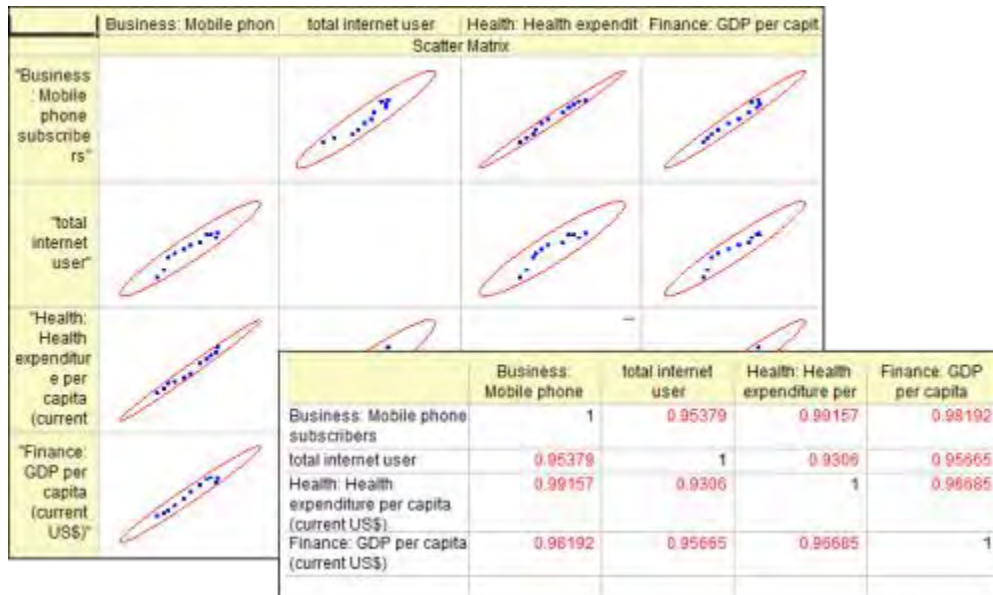 Business: Mobile phon total internet user Health: Health expendit Finance: GDP per capit
Scatter Matrix
"Business
: Mobile
phone
subscribe
rs"
"total
internet
user"
"Health:
Health
expenditur
e per
capita
(current
"Finance:
GDP per
capita
(current
US$)"
Business: total internet Health: Health Finance: GDP
Mobile phone user expenditure per per capita
Business: Mobile phone 1 0.95379 0.99157 0.98192
subscribers
total internet user 0.95379 1 0.9306 0.95665
Health: Health 0.99157 0.9306 1 0.96685
expenditure per capita
(current US$)
Finance: GDP per capita 0.98192 0.95665 0.96685 1
(current US$)